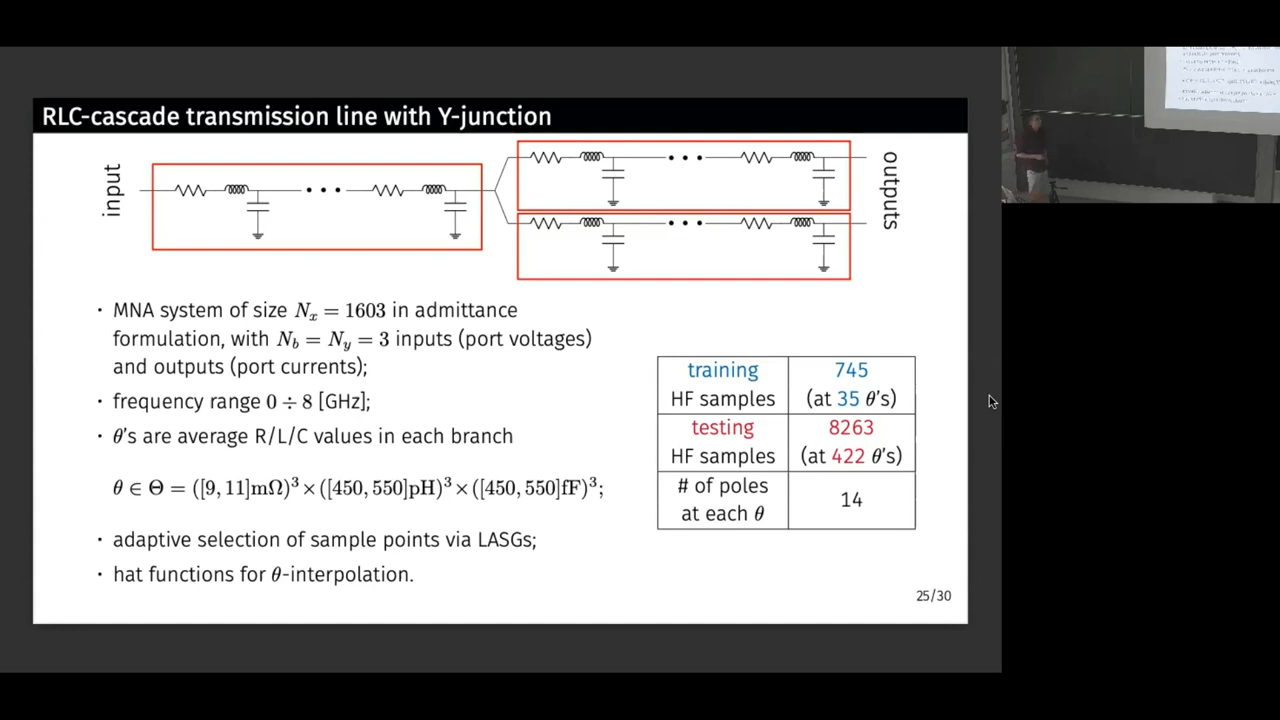 RLC-cascade transmission line with Y-junction
input
outputs
• MNA system of size Nₓ = 1603 in admittance
formulation, with N_b = N_y = 3 inputs (port voltages)
and outputs (port currents);
• frequency range 0 ÷ 8 [GHz];
• θ's are average R/L/C values in each branch
θ ∈ Θ = ([9, 11]mΩ)³ × ([450, 550]pH)³ × ([450, 550]fF)³;
• adaptive selection of sample points via LASGs;
• hat functions for θ-interpolation.
training 745
HF samples (at 35 θ's)
testing 8263
HF samples (at 422 θ's)
# of poles
at each θ 14
25/30